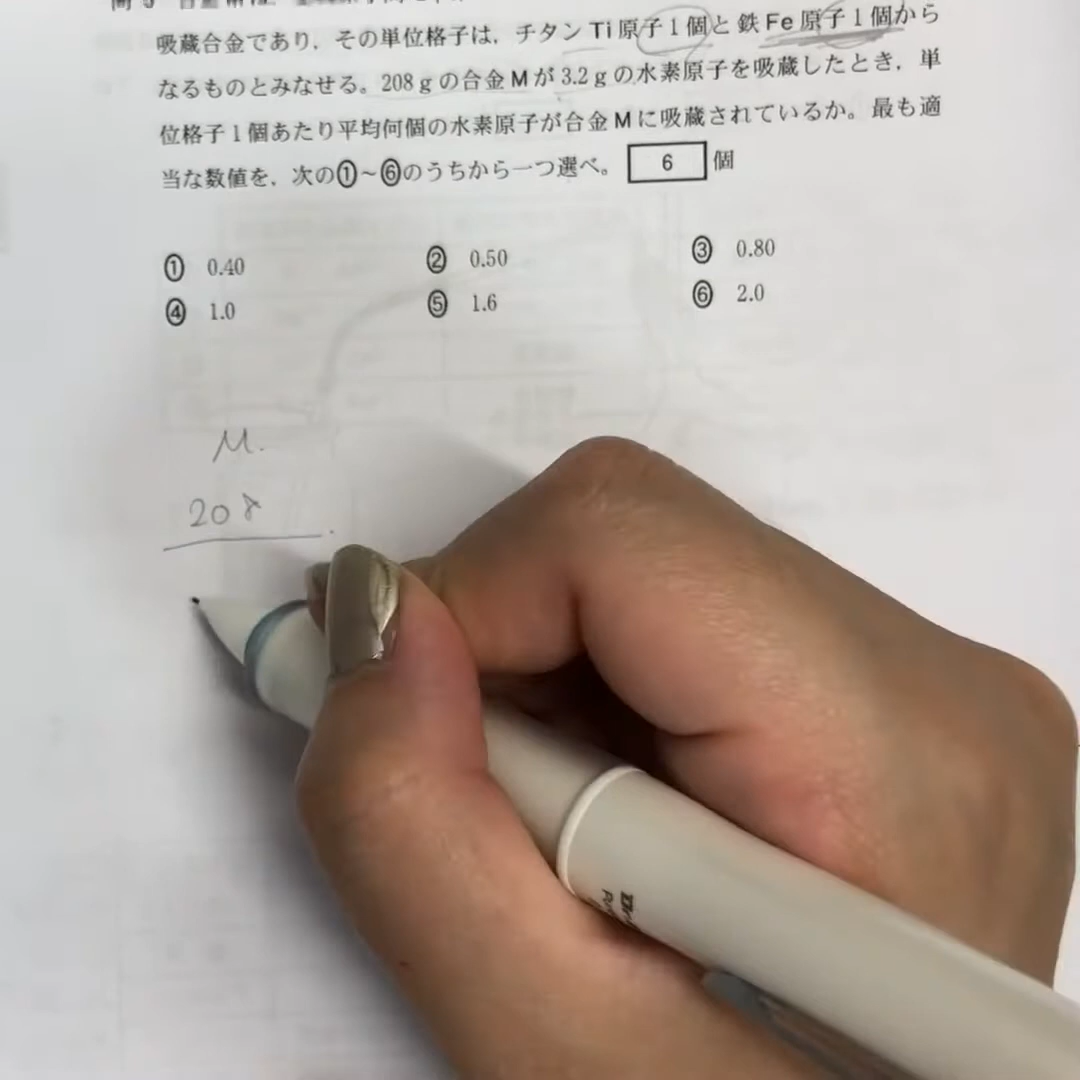 吸蔵合金であり,その単位格子は,チタン Ti 原子 1 個と鉄 Fe 原子 1 個から
なるものとみなせる。208 g の合金 M が 3.2 g の水素原子を吸蔵したとき,単
位格子 1 個あたり平均何個の水素原子が合金 M に吸蔵されているか。最も適
当な数値を,次の①~⑥のうちから一つ選べ。 6 個
① 0.40 ② 0.50 ③ 0.80
④ 1.0 ⑤ 1.6 ⑥ 2.0
M.
208